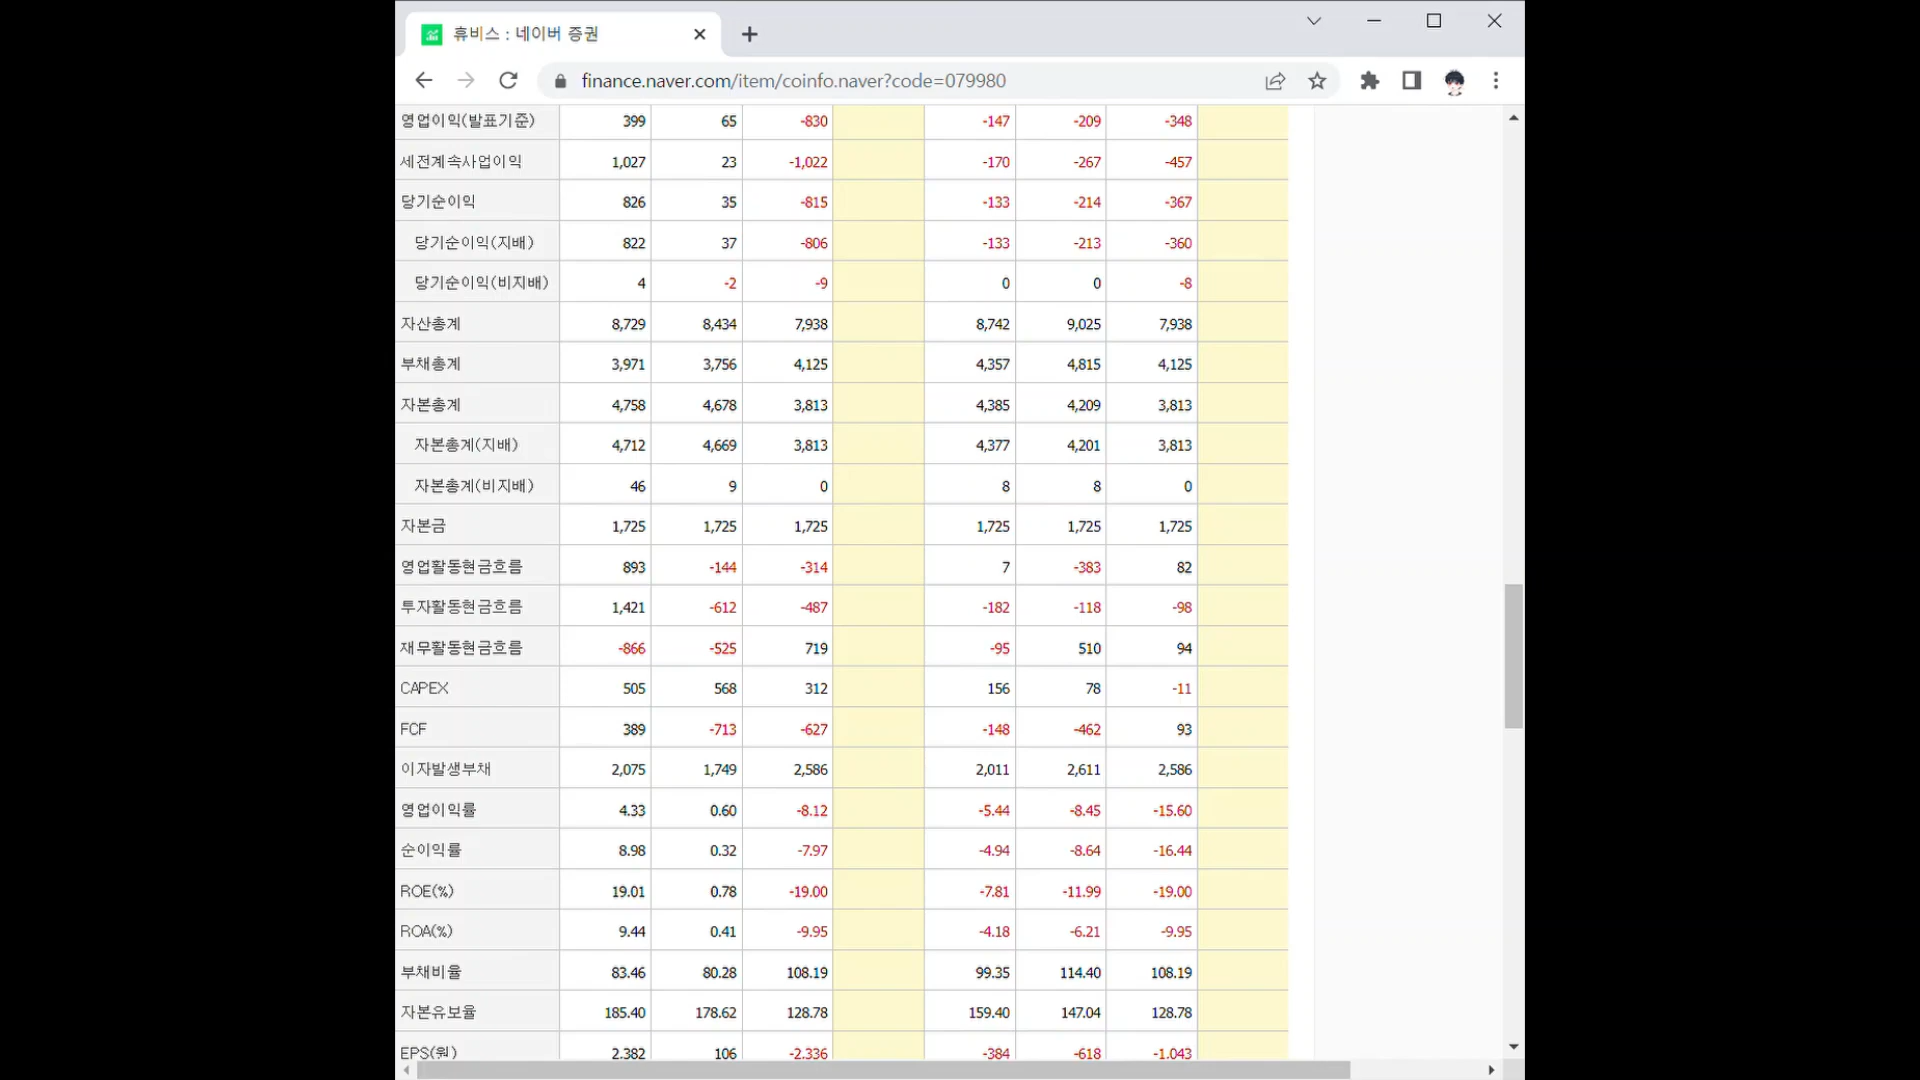 휴비스 : 네이버 증권
finance.naver.com/item/coinfo.naver?code=079980
영업이익(발표기준) 399 65 -830 -147 -209 -348
세전계속사업이익 1,027 23 -1,022 -170 -267 -457
당기순이익 826 35 -815 -133 -214 -367
당기순이익(지배) 822 37 -806 -133 -213 -360
당기순이익(비지배) 4 -2 -9 0 0 -8
자산총계 8,729 8,434 7,938 8,742 9,025 7,938
부채총계 3,971 3,756 4,125 4,357 4,815 4,125
자본총계 4,758 4,678 3,813 4,385 4,209 3,813
자본총계(지배) 4,712 4,669 3,813 4,377 4,201 3,813
자본총계(비지배) 46 9 0 8 8 0
자본금 1,725 1,725 1,725 1,725 1,725 1,725
영업활동현금흐름 893 -144 -314 7 -383 82
투자활동현금흐름 1,421 -612 -487 -182 -118 -98
재무활동현금흐름 -866 -525 719 -95 510 94
CAPEX 505 568 312 156 78 -11
FCF 389 -713 -627 -148 -462 93
이자발생부채 2,075 1,749 2,586 2,011 2,611 2,586
영업이익률 4.33 0.60 -8.12 -5.44 -8.45 -15.60
순이익률 8.98 0.32 -7.97 -4.94 -8.64 -16.44
ROE(%) 19.01 0.78 -19.00 -7.81 -11.99 -19.00
ROA(%) 9.44 0.41 -9.95 -4.18 -6.21 -9.95
부채비율 83.46 80.28 108.19 99.35 114.40 108.19
자본유보율 185.40 178.62 128.78 159.40 147.04 128.78
EPS(원) 2,382 106 -2,336 -384 -618 -1,043